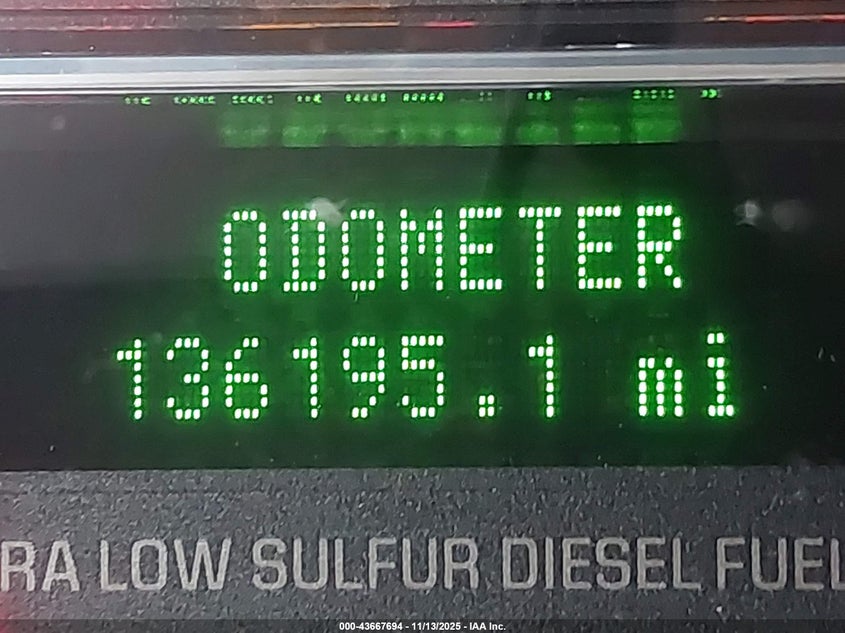 ODOMETER
136195.1 mi
RA LOW SULFUR DIESEL FUEL
000-43667694 - 11/13/2025 - IAA Inc.